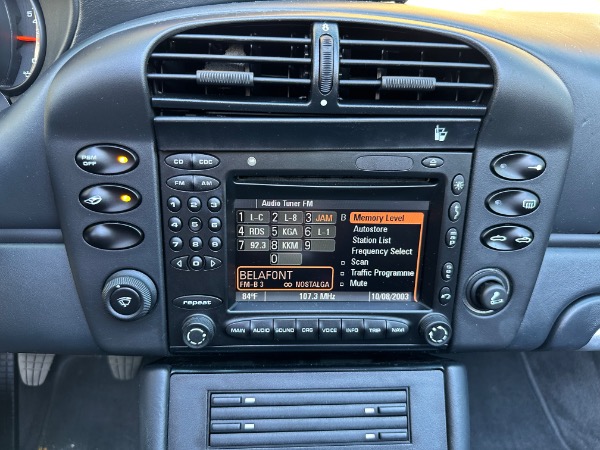 PSM
OFF
CD CDC
FM AM
Audio Tuner FM
1 L-C 2 L-8 3 JAM
4 RDS 5 KGA 6 L-1
7 92.3 8 KKM 9
0
B Memory Level
Autostore
Station List
Frequency Select
Scan
Traffic Programme
Mute
BELAFONT
FM-B 3 ∞ NOSTALGA
84°F 107.3 MHz 10/08/2003
repeat
MAIN AUDIO SOUND ORG VOICE INFO TRIP NAVI